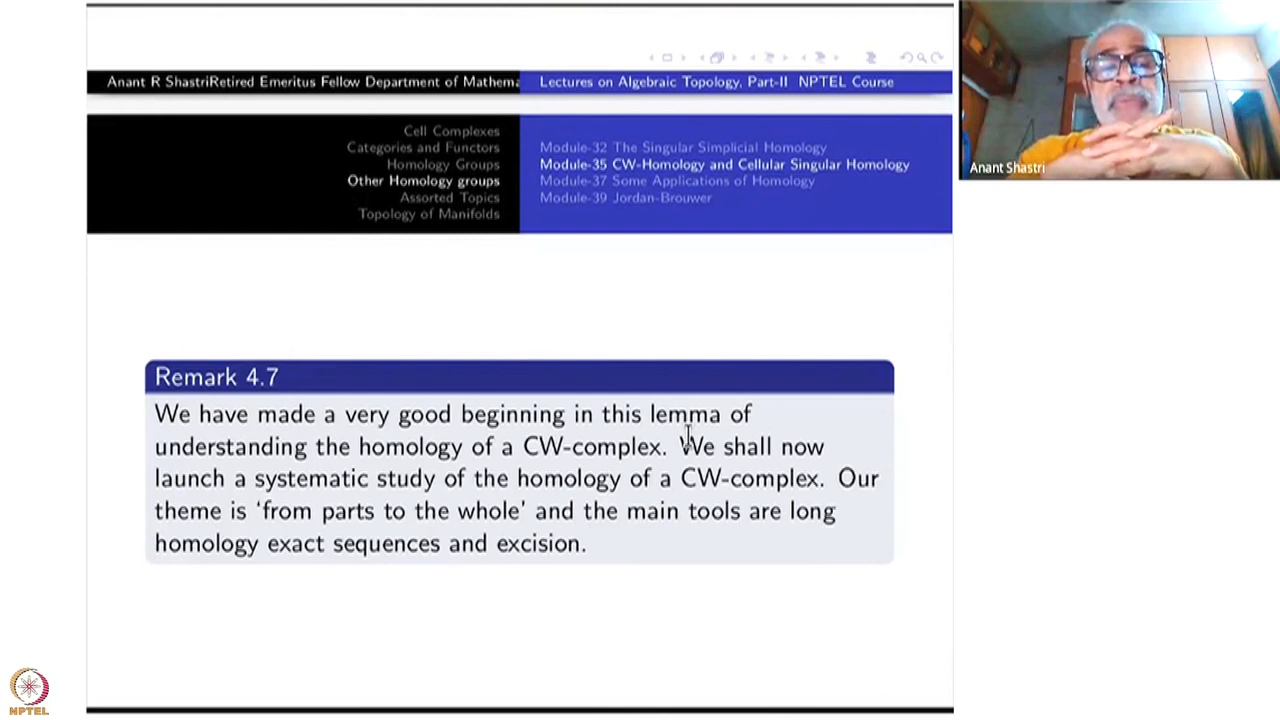 Anant R ShastriRetired Emeritus Fellow Department of Mathema
Lectures on Algebraic Topology, Part-II NPTEL Course
Cell Complexes
Categories and Functors
Homology Groups
Other Homology groups
Assorted Topics
Topology of Manifolds
Module-32 The Singular Simplicial Homology
Module-35 CW-Homology and Cellular Singular Homology
Module-37 Some Applications of Homology
Module-39 Jordan-Brouwer
Anant Shastri
Remark 4.7
We have made a very good beginning in this lemma of
understanding the homology of a CW-complex. We shall now
launch a systematic study of the homology of a CW-complex. Our
theme is ‘from parts to the whole’ and the main tools are long
homology exact sequences and excision.
NPTEL